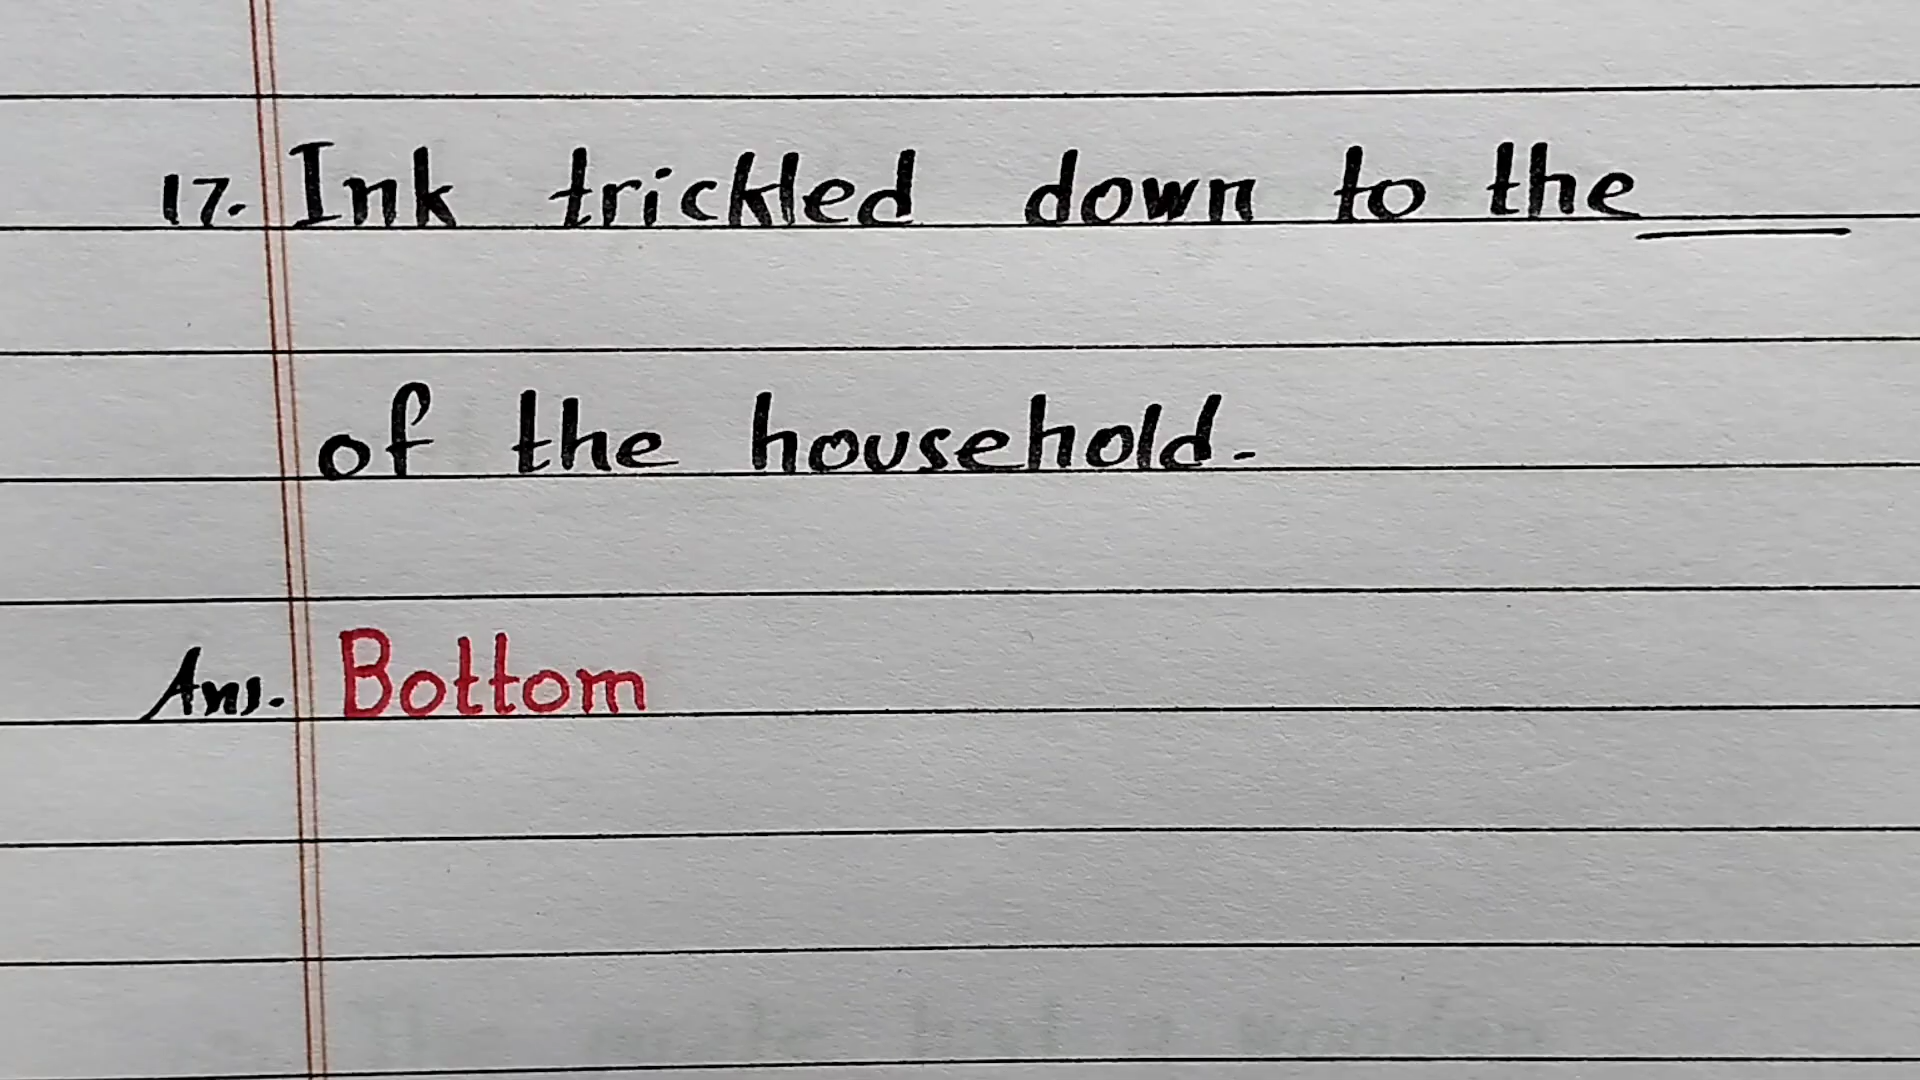 17. Ink trickled down to the ____
of the household.
Ans. Bottom